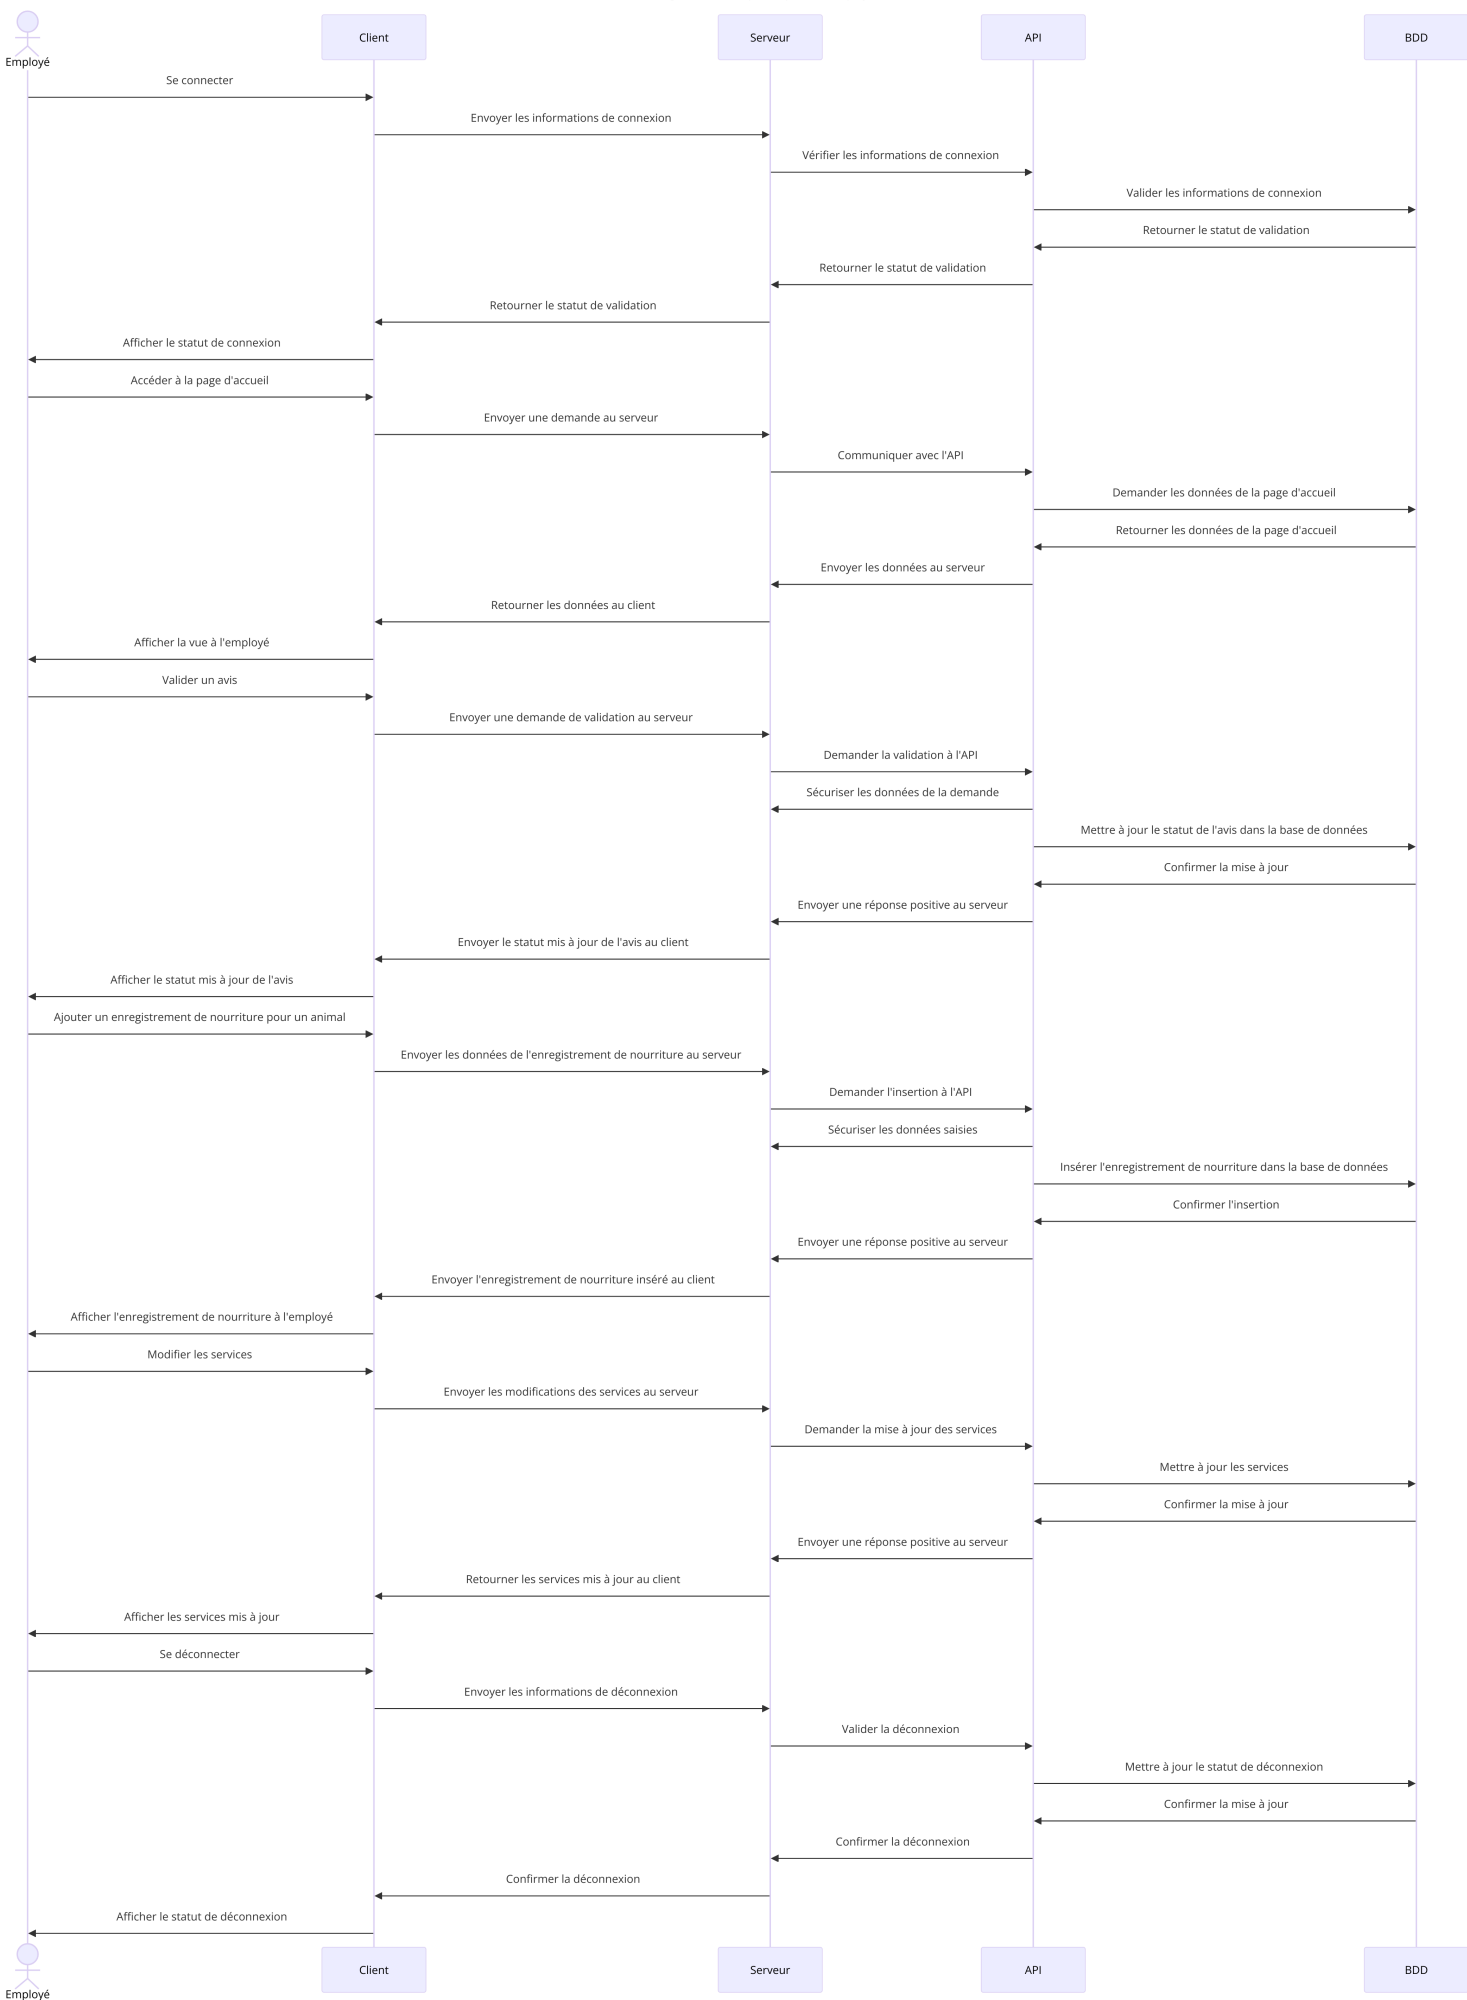 Employé
Client
Serveur
API
BDD
Se connecter
Envoyer les informations de connexion
Vérifier les informations de connexion
Valider les informations de connexion
Retourner le statut de validation
Retourner le statut de validation
Retourner le statut de validation
Afficher le statut de connexion
Accéder à la page d'accueil
Envoyer une demande au serveur
Communiquer avec l'API
Demander les données de la page d'accueil
Retourner les données de la page d'accueil
Envoyer les données au serveur
Retourner les données au client
Afficher la vue à l'employé
Valider un avis
Envoyer une demande de validation au serveur
Demander la validation à l'API
Sécuriser les données de la demande
Mettre à jour le statut de l'avis dans la base de données
Confirmer la mise à jour
Envoyer une réponse positive au serveur
Envoyer le statut mis à jour de l'avis au client
Afficher le statut mis à jour de l'avis
Ajouter un enregistrement de nourriture pour un animal
Envoyer les données de l'enregistrement de nourriture au serveur
Demander l'insertion à l'API
Sécuriser les données saisies
Insérer l'enregistrement de nourriture dans la base de données
Confirmer l'insertion
Envoyer une réponse positive au serveur
Envoyer l'enregistrement de nourriture inséré au client
Afficher l'enregistrement de nourriture à l'employé
Modifier les services
Envoyer les modifications des services au serveur
Demander la mise à jour des services
Mettre à jour les services
Confirmer la mise à jour
Envoyer une réponse positive au serveur
Retourner les services mis à jour au client
Afficher les services mis à jour
Se déconnecter
Envoyer les informations de déconnexion
Valider la déconnexion
Mettre à jour le statut de déconnexion
Confirmer la mise à jour
Confirmer la déconnexion
Confirmer la déconnexion
Afficher le statut de déconnexion
Employé
Client
Serveur
API
BDD